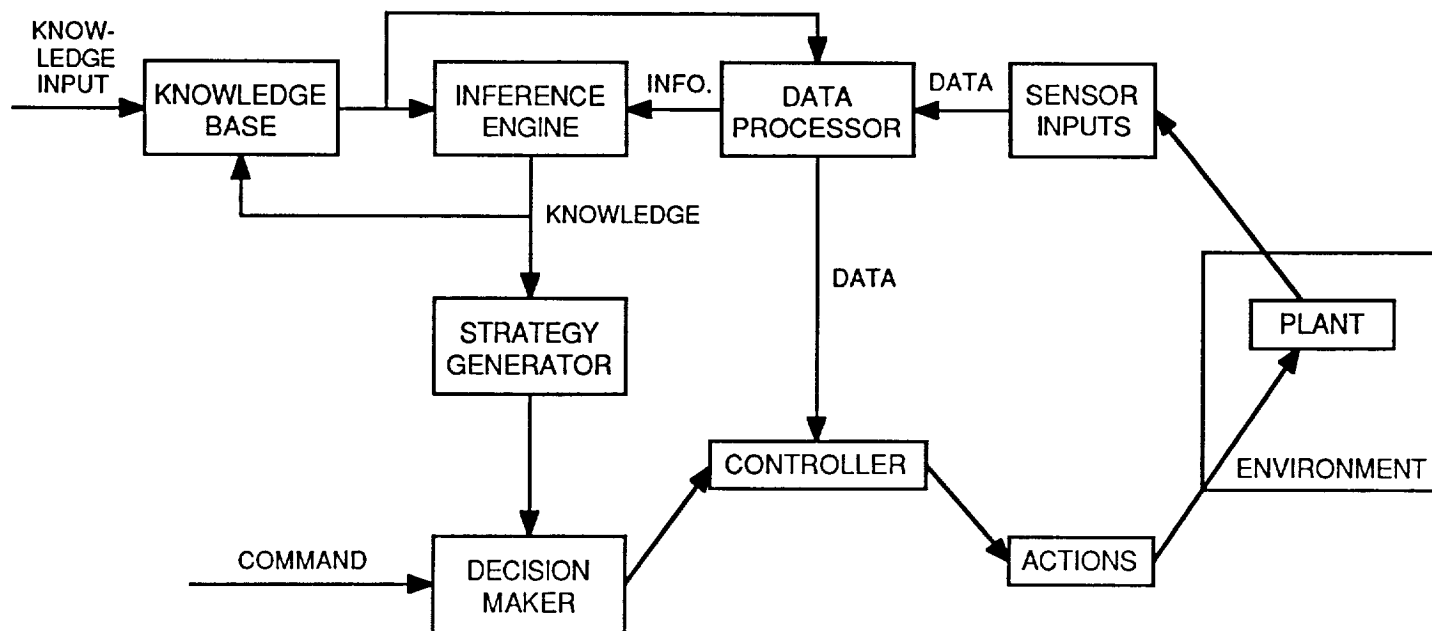 KNOW-
LEDGE
INPUT
KNOWLEDGE
BASE
INFERENCE
ENGINE
INFO.
DATA
PROCESSOR
DATA
SENSOR
INPUTS
KNOWLEDGE
DATA
STRATEGY
GENERATOR
PLANT
CONTROLLER
ENVIRONMENT
COMMAND
DECISION
MAKER
ACTIONS